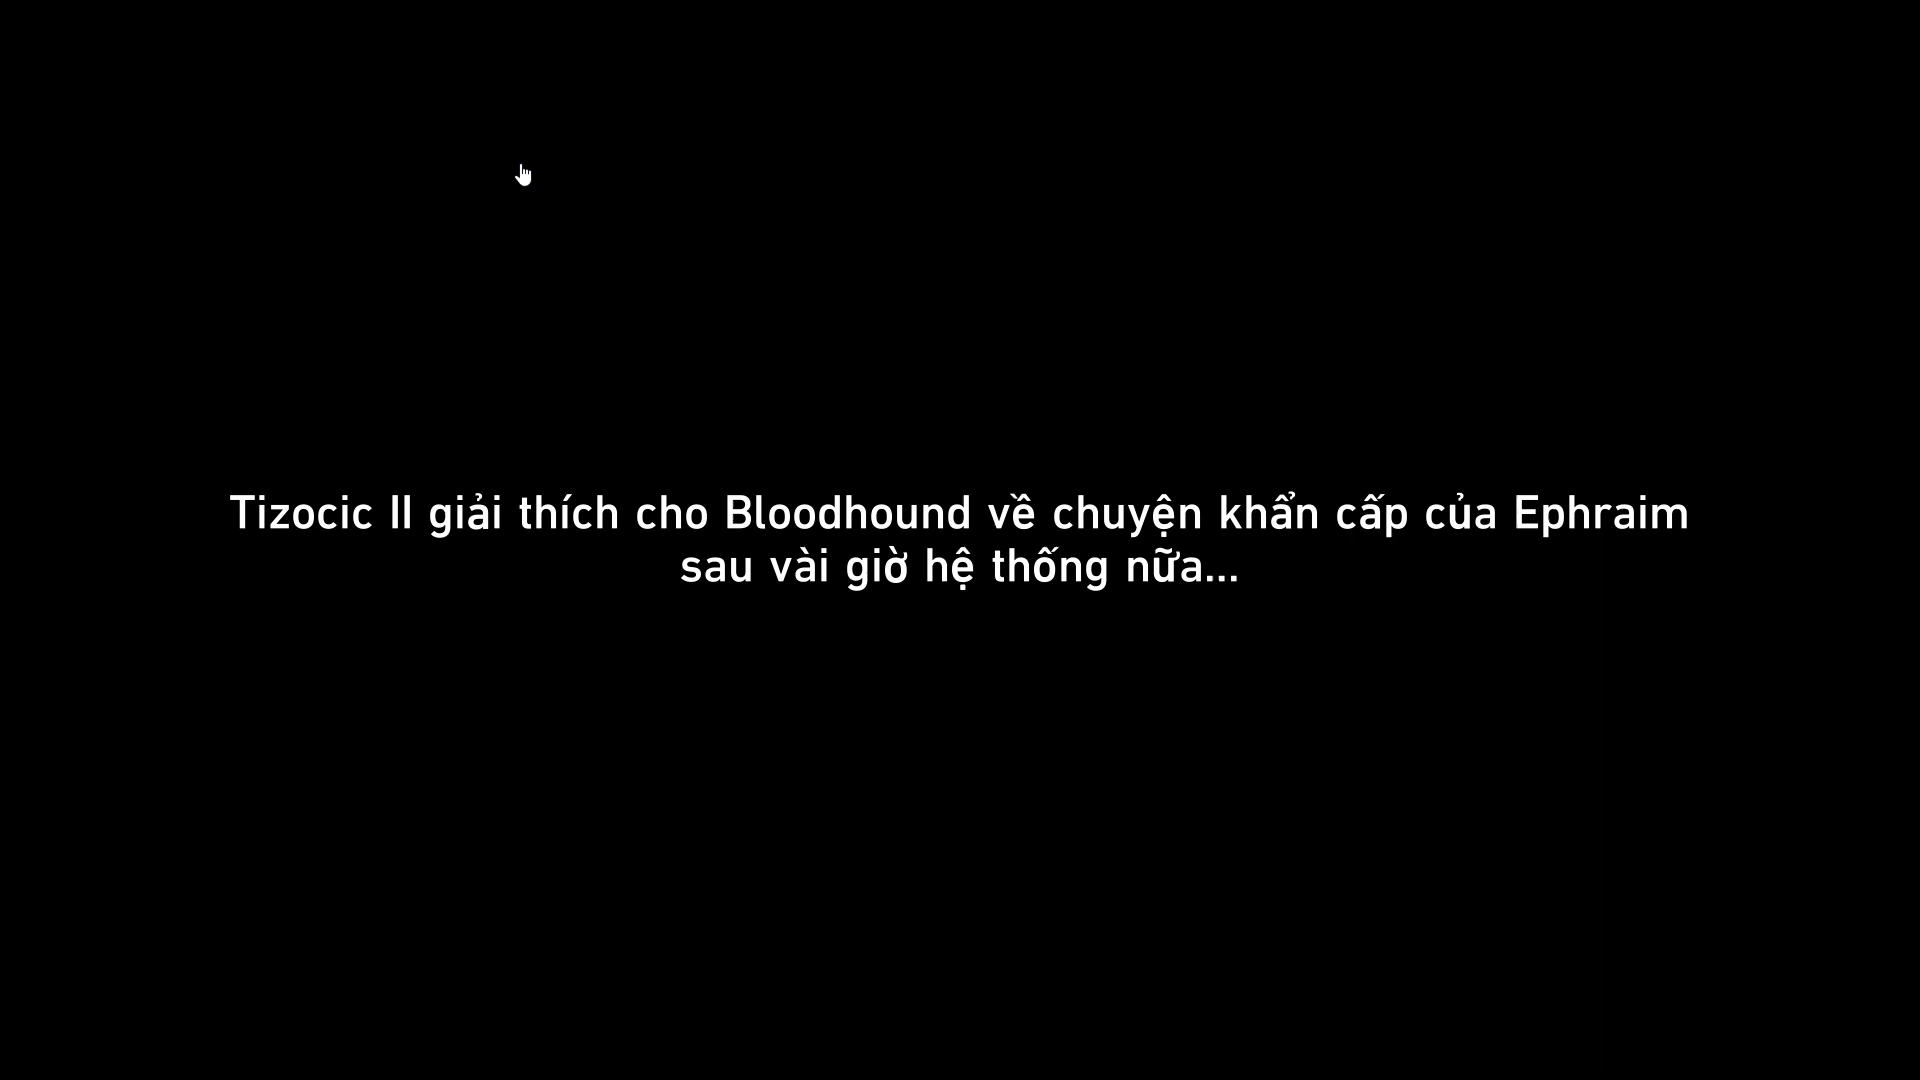 Tizocic II giải thích cho Bloodhound về chuyện khẩn cấp của Ephraim
sau vài giờ hệ thống nữa...